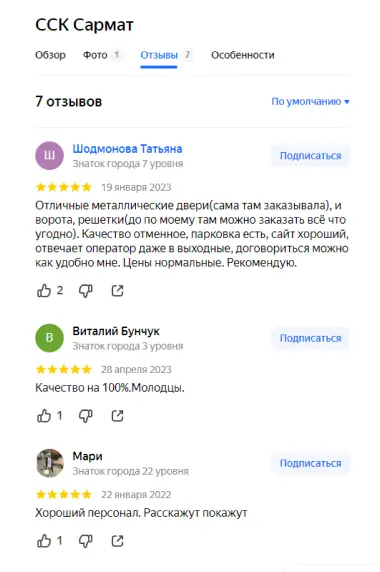 ССК Сармат
Обзор Фото 1 Отзывы 7 Особенности
7 отзывов По умолчанию
Ш Шодмонова Татьяна Подписаться
Знаток города 7 уровня
19 января 2023
Отличные металлические двери(сама там заказывала), и
ворота, решетки(до по моему там можно заказать всё что
угодно). Качество отменное, парковка есть, сайт хороший,
отвечает оператор даже в выходные, договориться можно
как удобно мне. Цены нормальные. Рекомендую.
2
В Виталий Бунчук Подписаться
Знаток города 3 уровня
28 апреля 2023
Качество на 100%.Молодцы.
1
Мари Подписаться
Знаток города 22 уровня
22 января 2022
Хороший персонал. Расскажут покажут
1